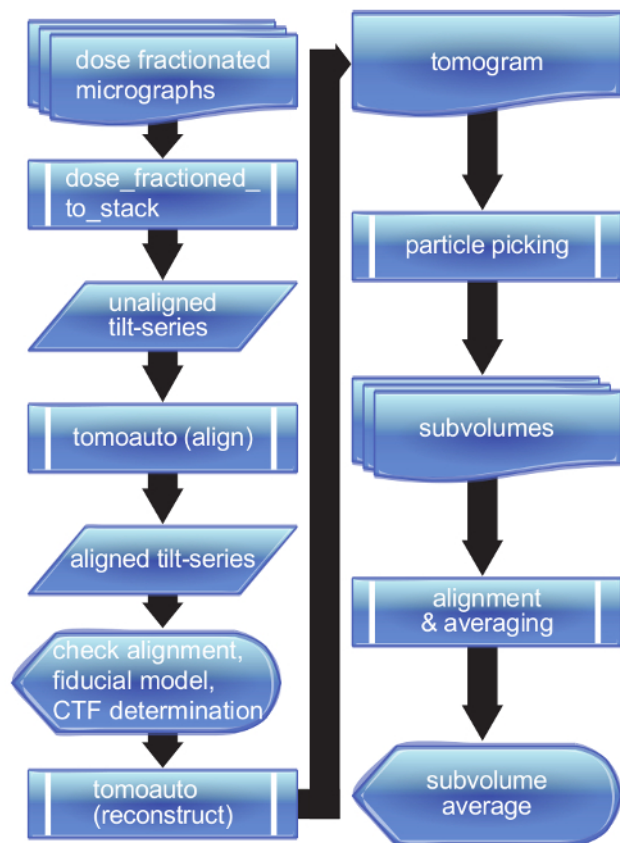 dose fractionated
micrographs
dose_fractioned_
to_stack
unaligned
tilt-series
tomoauto (align)
aligned tilt-series
check alignment,
fiducial model,
CTF determination
tomoauto
(reconstruct)
tomogram
particle picking
subvolumes
alignment
& averaging
subvolume
average